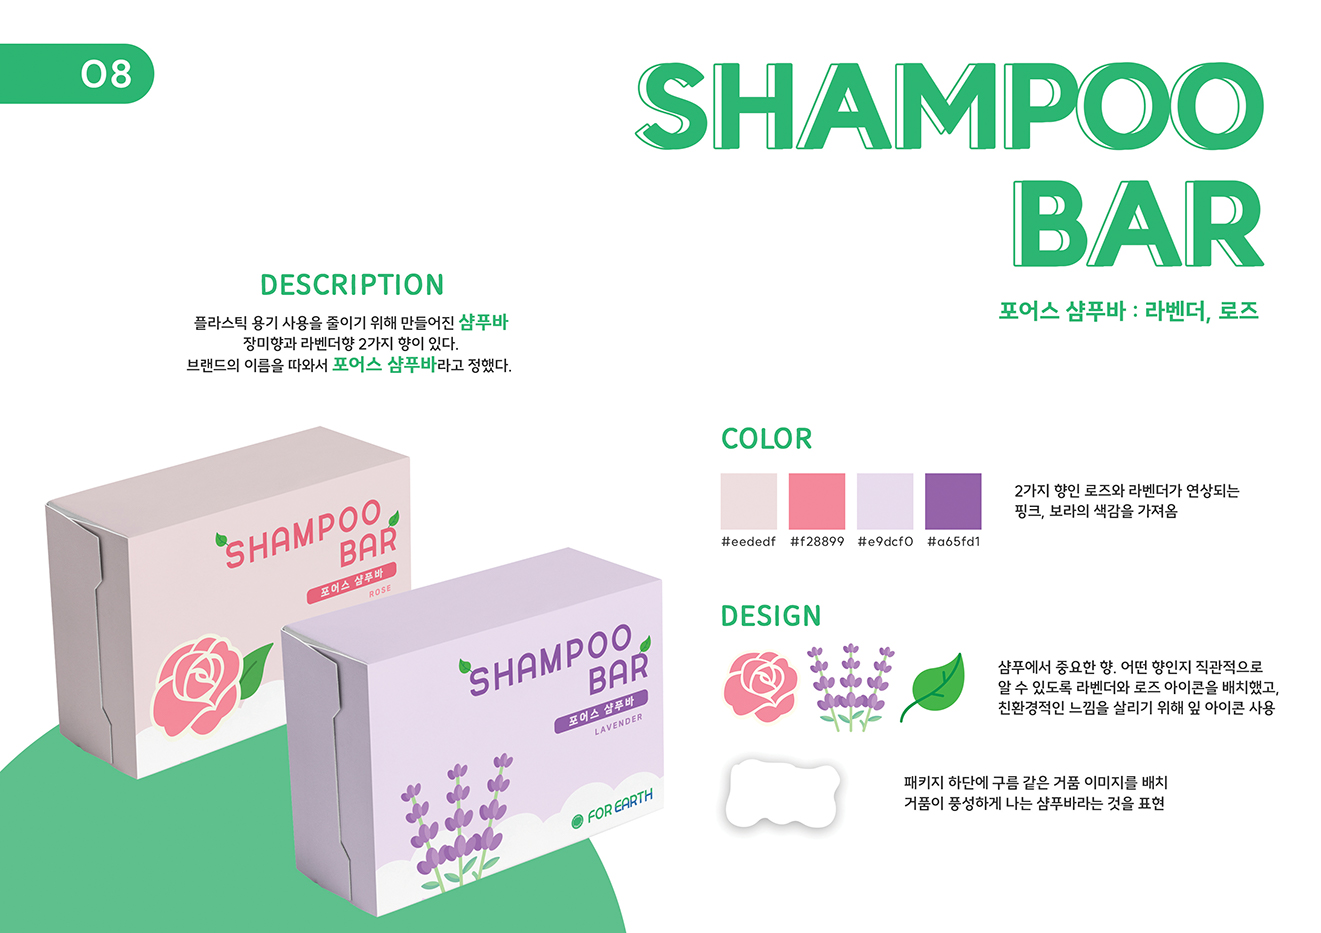 08
SHAMPOO
BAR
포어스 샴푸바 : 라벤더, 로즈
DESCRIPTION
플라스틱 용기 사용을 줄이기 위해 만들어진 샴푸바
장미향과 라벤더향 2가지 향이 있다.
브랜드의 이름을 따와서 포어스 샴푸바라고 정했다.
SHAMPOO
BAR
포어스 샴푸바
ROSE
SHAMPOO
BAR
포어스 샴푸바
LAVENDER
FOR EARTH
COLOR
#eededf #f28899 #e9dcf0 #a65fd1
2가지 향인 로즈와 라벤더가 연상되는
핑크, 보라의 색감을 가져옴
DESIGN
샴푸에서 중요한 향. 어떤 향인지 직관적으로
알 수 있도록 라벤더와 로즈 아이콘을 배치했고,
친환경적인 느낌을 살리기 위해 잎 아이콘 사용
패키지 하단에 구름 같은 거품 이미지를 배치
거품이 풍성하게 나는 샴푸바라는 것을 표현